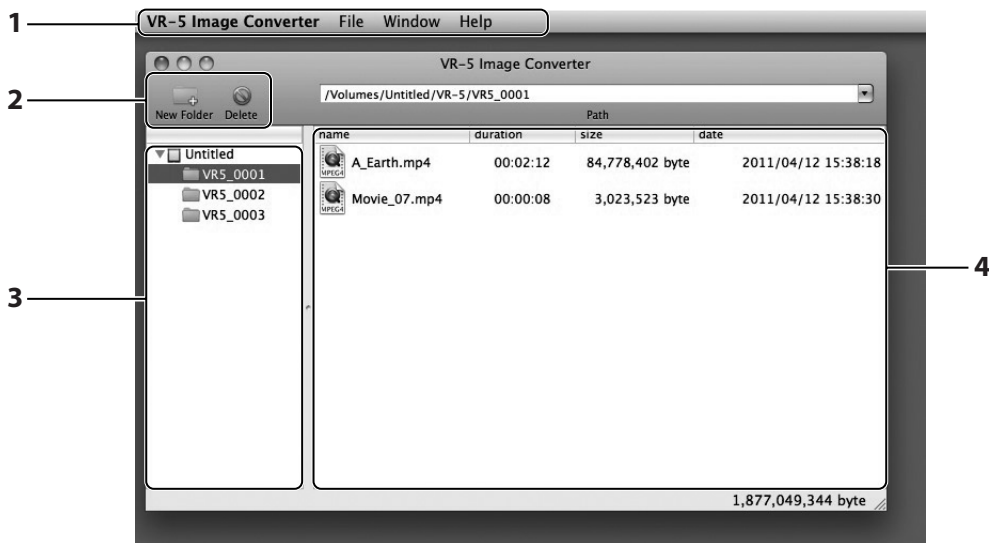 1
VR-5 Image Converter File Window Help
VR-5 Image Converter
2
New Folder Delete
/Volumes/Untitled/VR-5/VR5_0001
Path
name duration size date
Untitled
VR5_0001
VR5_0002
VR5_0003
MPEG4 A_Earth.mp4 00:02:12 84,778,402 byte 2011/04/12 15:38:18
MPEG4 Movie_07.mp4 00:00:08 3,023,523 byte 2011/04/12 15:38:30
3
4
1,877,049,344 byte